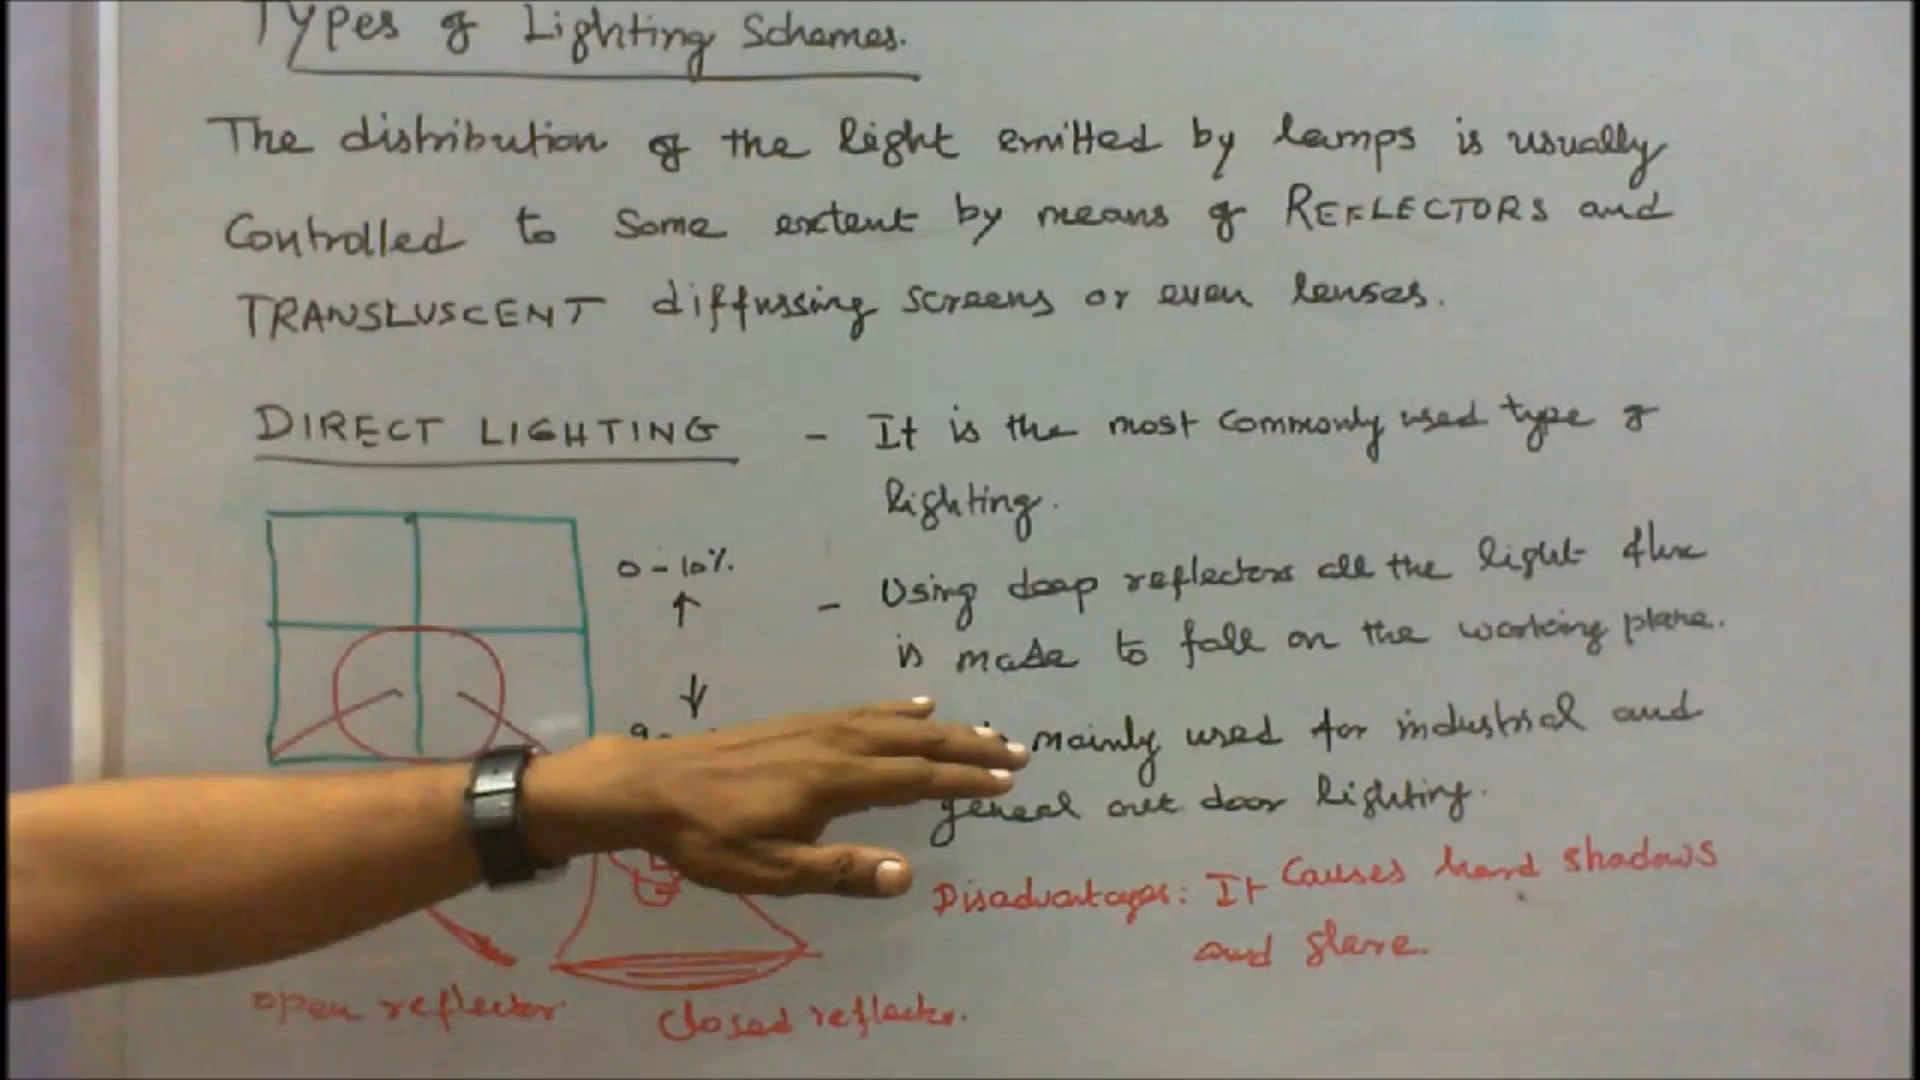 Types of Lighting Schemes.
The distribution of the light emitted by lamps is usually
Controlled to some extent by means of REFLECTORS and
TRANSLUSCENT diffussing screens or even lenses.
DIRECT LIGHTING - It is the most commonly used type of
lighting.
0-10%.
- Using deep reflectors all the light flux
is made to fall on the working plane.
mainly used for industrial and
geneal out door lighting.
Disadvantages: It causes hard shadows
and glare.
open reflector
closed reflector.